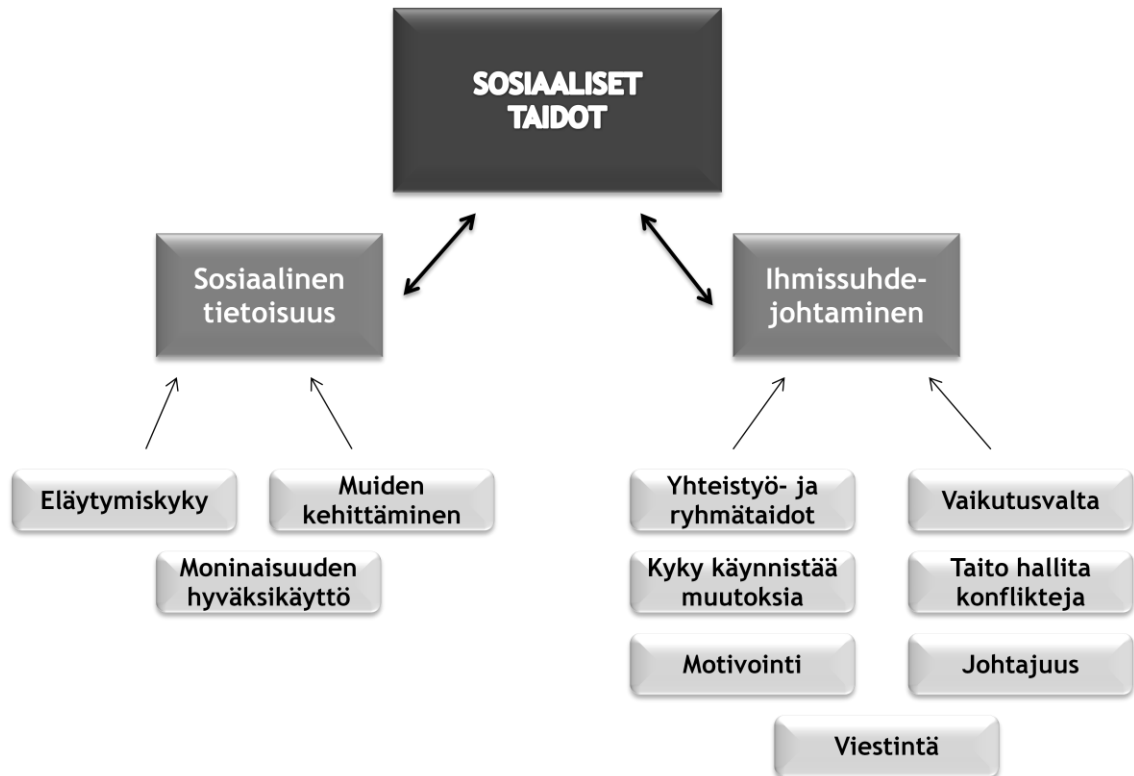 SOSIAALISET
TAIDOT
Sosiaalinen
tietoisuus
Ihmissuhde-
johtaminen
Eläytymiskyky
Muiden
kehittäminen
Moninaisuuden
hyväksikäyttö
Yhteistyö- ja
ryhmätaidot
Vaikutusvalta
Kyky käynnistää
muutoksia
Taito hallita
konflikteja
Motivointi
Johtajuus
Viestintä